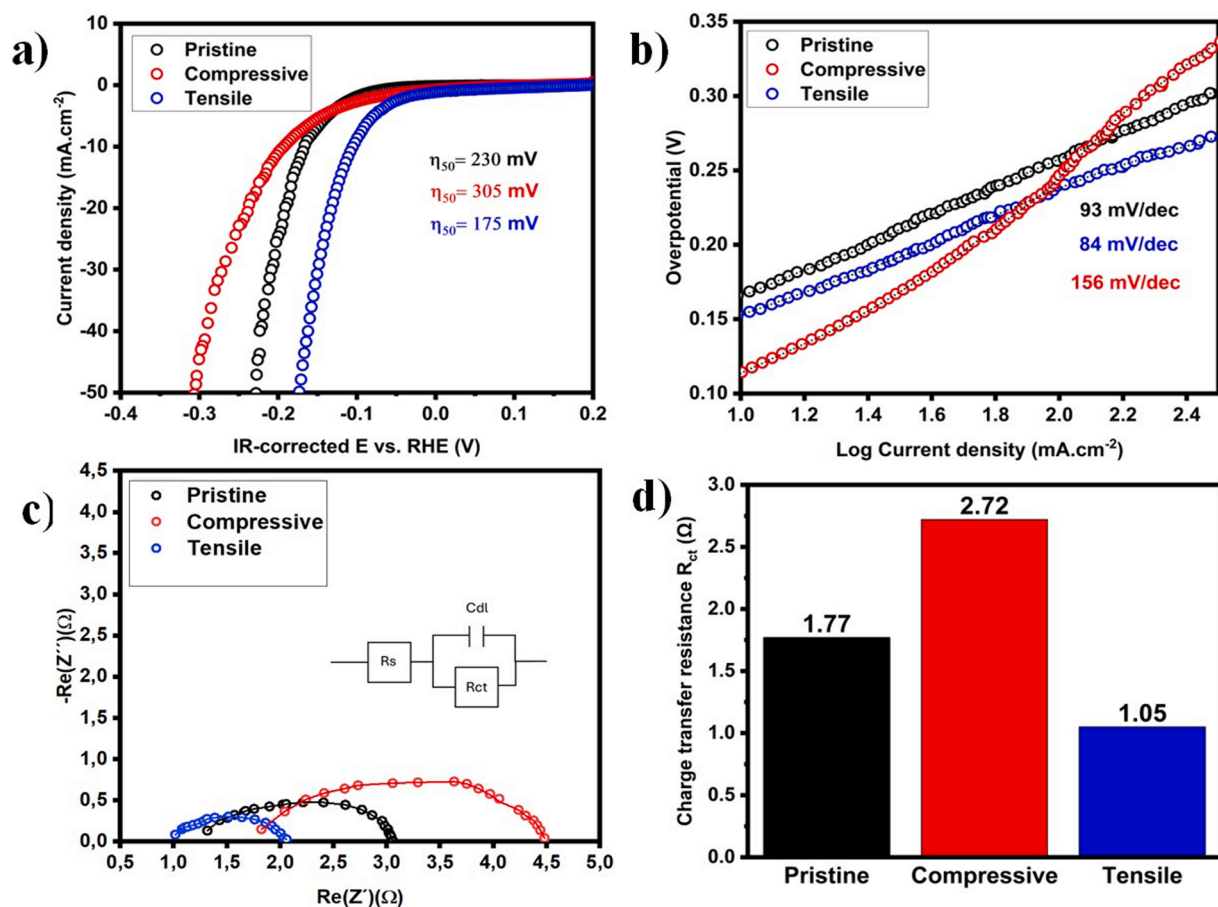 a)
Pristine
Compressive
Tensile
η50= 230 mV
η50= 305 mV
η50= 175 mV
10
0
-10
-20
-30
-40
-50
Current density (mA.cm-2)
-0.4 -0.3 -0.2 -0.1 0.0 0.1 0.2
IR-corrected E vs. RHE (V)
b)
Pristine
Compressive
Tensile
93 mV/dec
84 mV/dec
156 mV/dec
0.35
0.30
0.25
0.20
0.15
0.10
Overpotential (V)
1.0 1.2 1.4 1.6 1.8 2.0 2.2 2.4
Log Current density (mA.cm-2)
c)
Pristine
Compressive
Tensile
Cdl
Rs
Rct
4,5
4,0
3,5
3,0
2,5
2,0
1,5
1,0
0,5
0,0
-Re(Z´´)(Ω)
0,5 1,0 1,5 2,0 2,5 3,0 3,5 4,0 4,5 5,0
Re(Z´)(Ω)
d)
3.0
2.5
2.0
1.5
1.0
0.5
0.0
Charge transfer resistance Rct (Ω)
1.77
2.72
1.05
Pristine Compressive Tensile